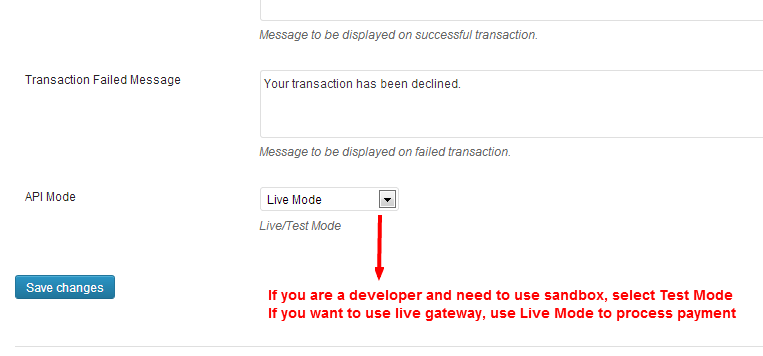 Message to be displayed on successful transaction.
Transaction Failed Message
Your transaction has been declined.
Message to be displayed on failed transaction.
API Mode
Live Mode
Live/Test Mode
Save changes
If you are a developer and need to use sandbox, select Test Mode
If you want to use live gateway, use Live Mode to process payment